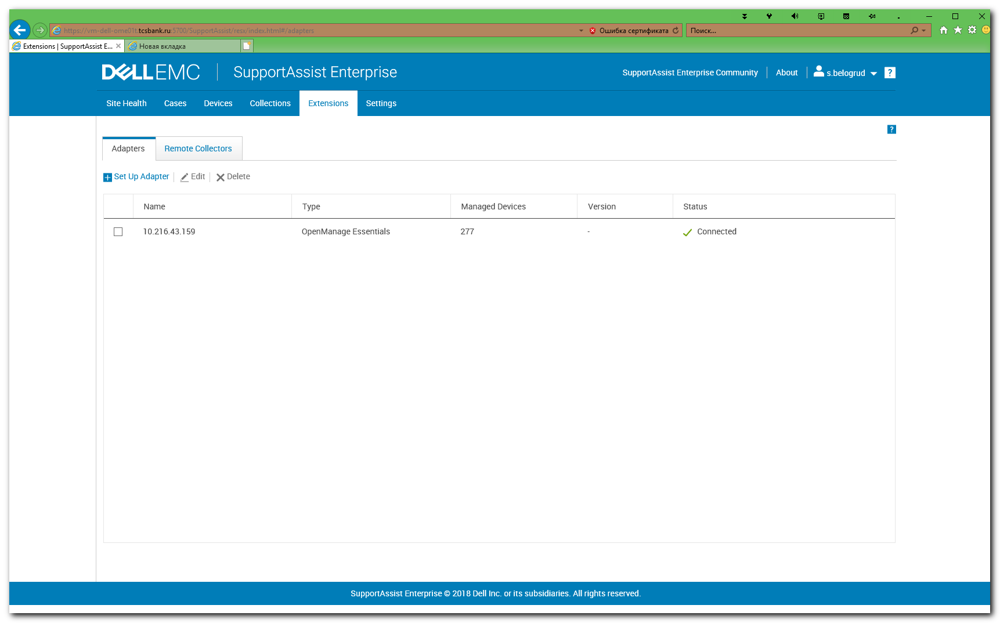 https://vm-dell-ome01t.tcsbank.ru:5700/SupportAssist/resx/index.html#/adapters Ошибка сертификата Поиск...
Extensions | SupportAssist E... Новая вкладка
DELL EMC SupportAssist Enterprise SupportAssist Enterprise Community About s.belogrud ?
Site Health Cases Devices Collections Extensions Settings
?
Adapters Remote Collectors
Set Up Adapter Edit Delete
Name Type Managed Devices Version Status
10.216.43.159 OpenManage Essentials 277 - Connected
SupportAssist Enterprise © 2018 Dell Inc. or its subsidiaries. All rights reserved.